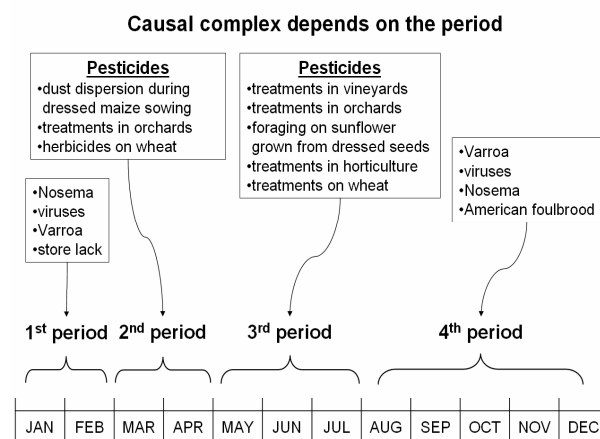 Causal complex depends on the period
Pesticides
•dust dispersion during
dressed maize sowing
•treatments in orchards
•herbicides on wheat
Pesticides
•treatments in vineyards
•treatments in orchards
•foraging on sunflower
grown from dressed seeds
•treatments in horticulture
•treatments on wheat
•Varroa
•viruses
•Nosema
•American foulbrood
•Nosema
•viruses
•Varroa
•store lack
1st period
2nd period
3rd period
4th period
JAN FEB MAR APR MAY JUN JUL AUG SEP OCT NOV DEC